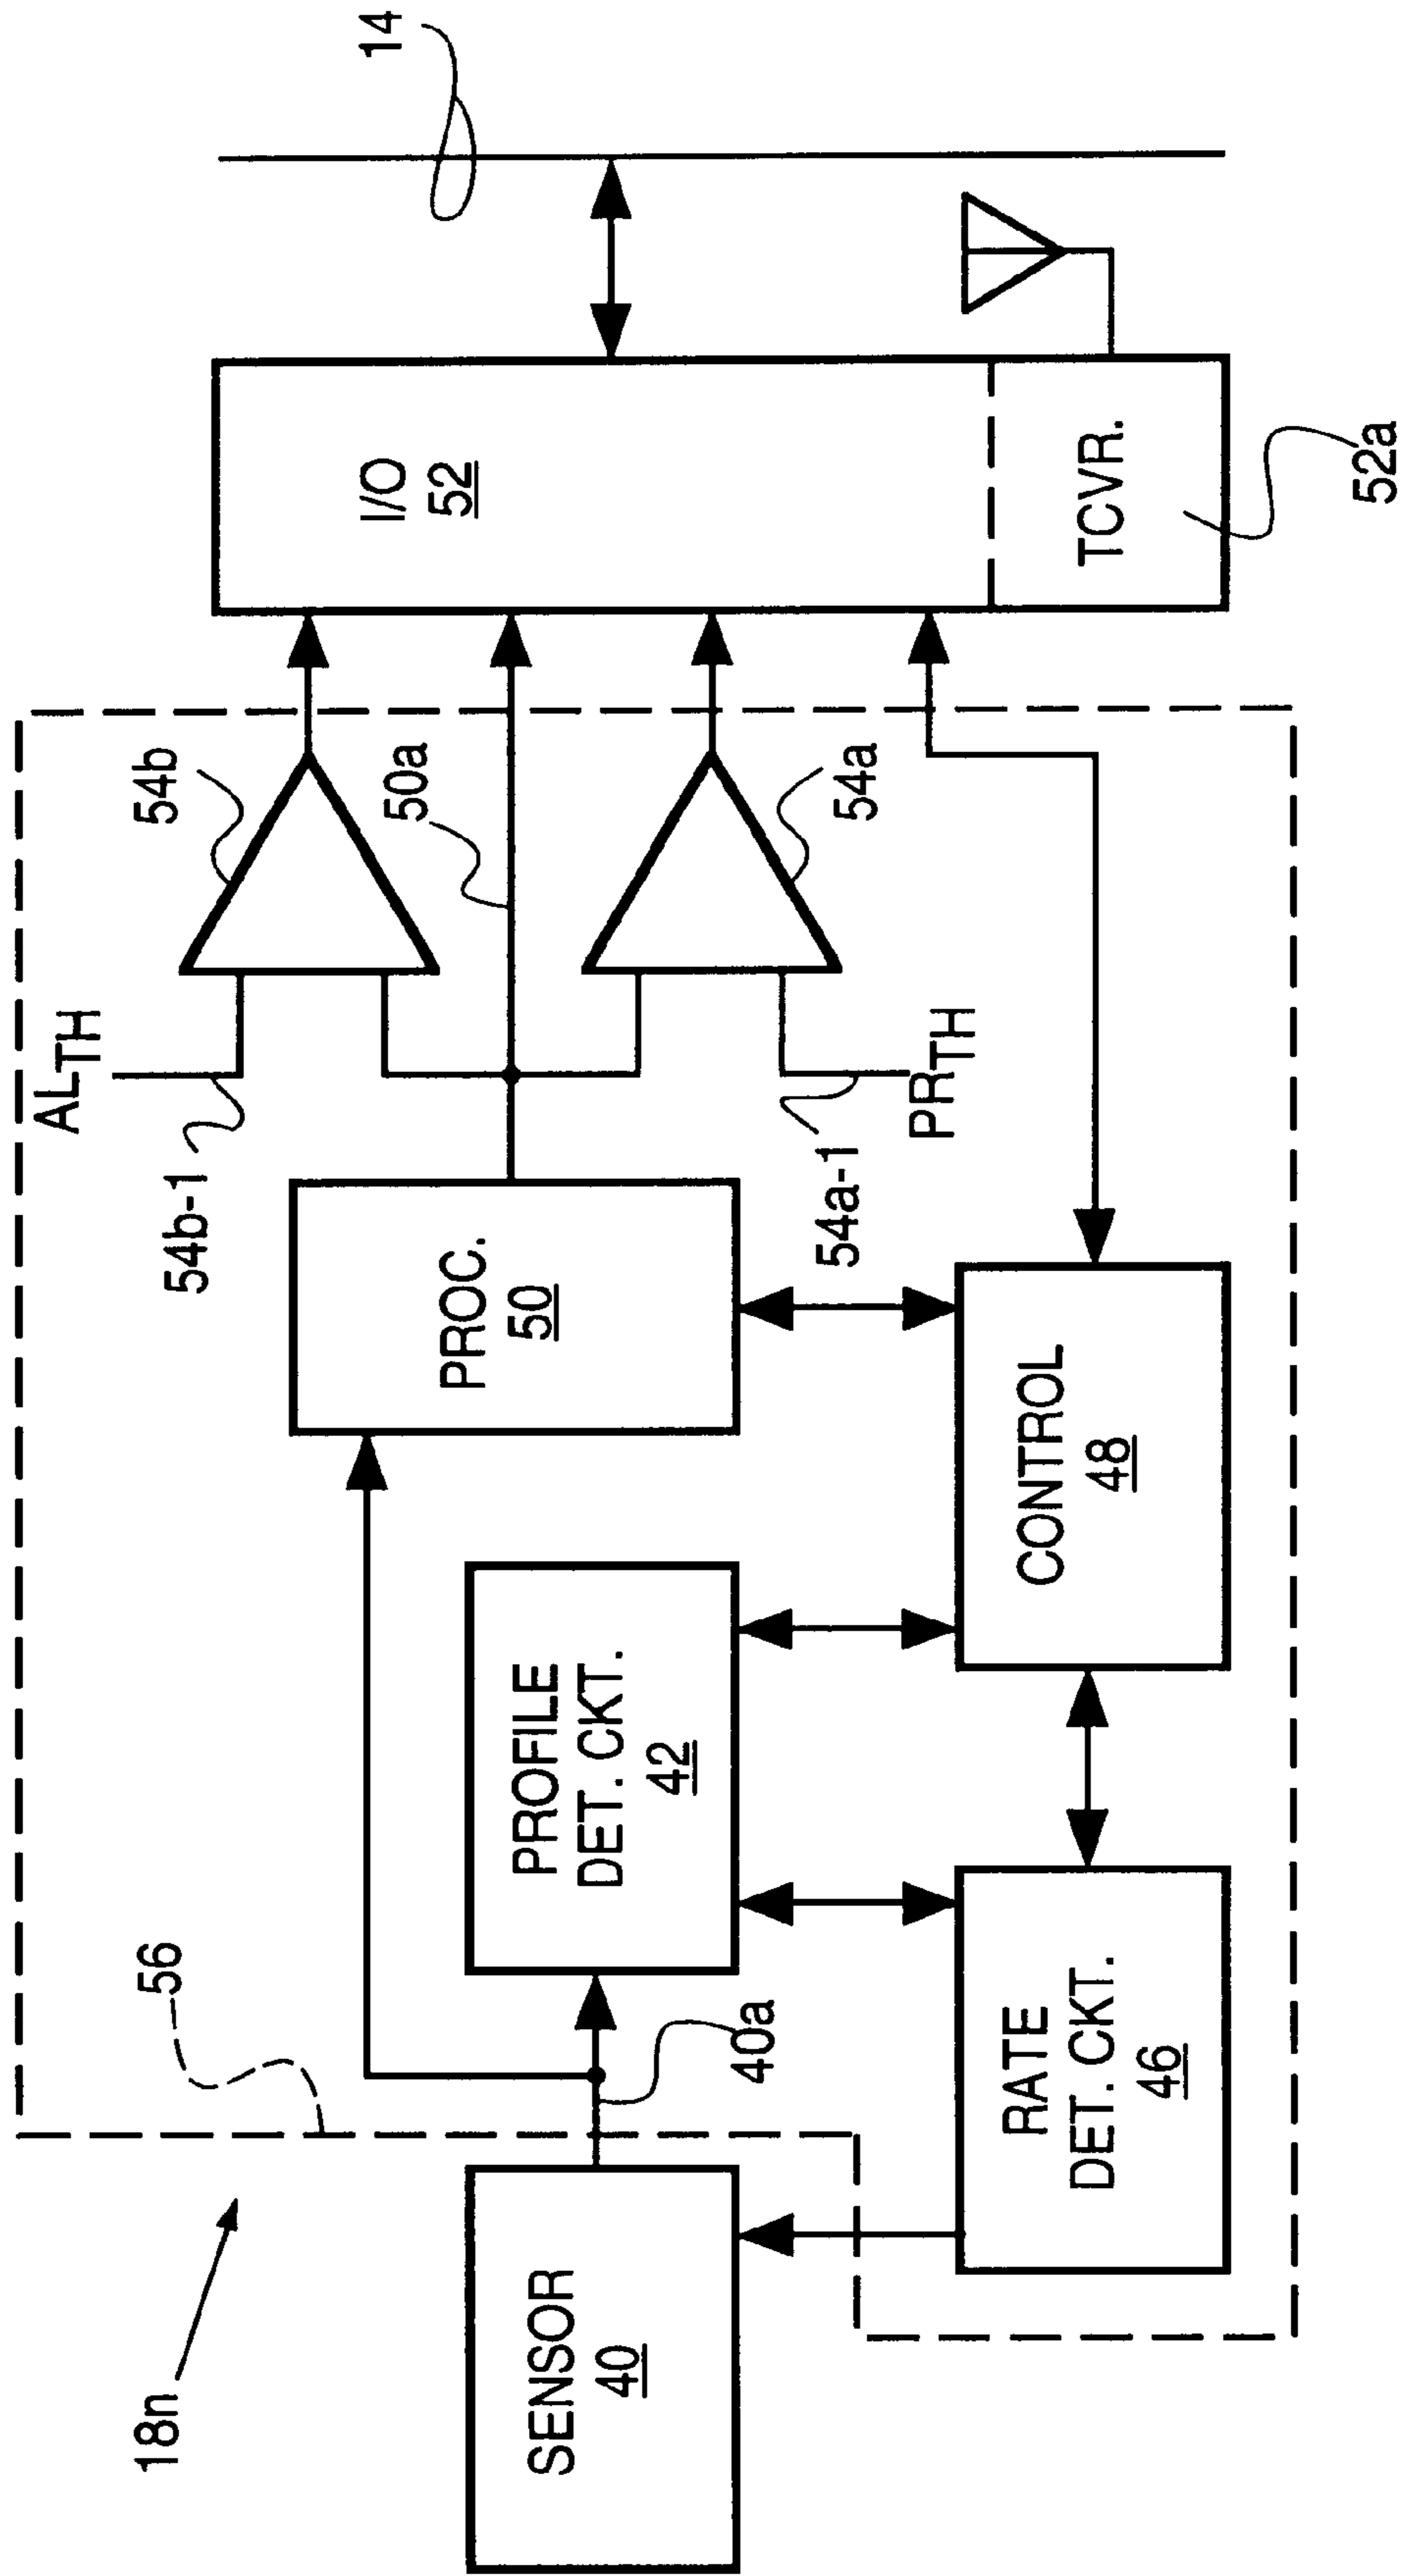 18n
56
AL TH
54b-1
54b
14
50a
PROC.
50
54a
54a-1
PR TH
I/O
52
TCVR.
52a
SENSOR
40
40a
PROFILE
DET. CKT.
42
RATE
DET. CKT.
46
CONTROL
48